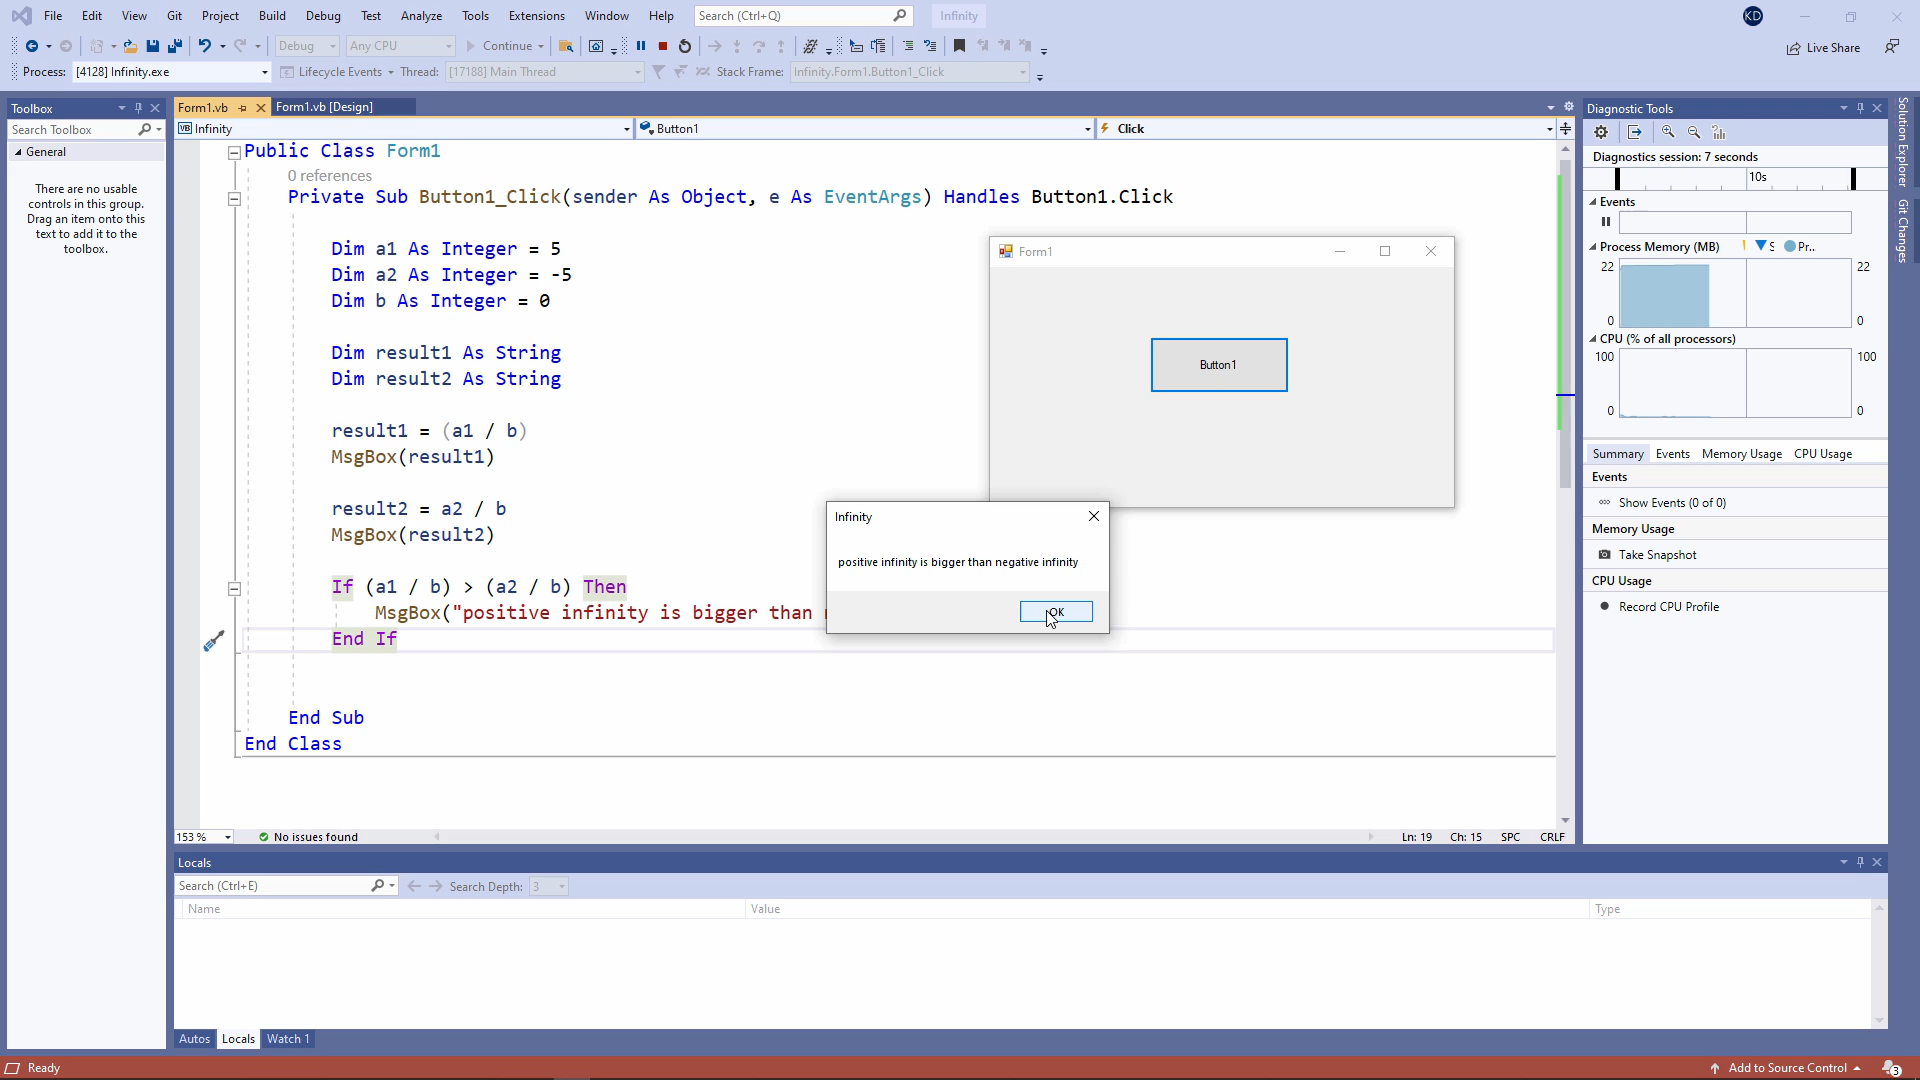 File Edit View Git Project Build Debug Test Analyze Tools Extensions Window Help Search (Ctrl+Q) Infinity KD
Debug Any CPU Continue Live Share
Process: [4128] Infinity.exe Lifecycle Events Thread: [17188] Main Thread Stack Frame: Infinity.Form1.Button1_Click
Toolbox
Search Toolbox
General
There are no usable
controls in this group.
Drag an item onto this
text to add it to the
toolbox.
Form1.vb Form1.vb [Design]
VB Infinity Button1 Click
Public Class Form1
0 references
Private Sub Button1_Click(sender As Object, e As EventArgs) Handles Button1.Click
Dim a1 As Integer = 5
Dim a2 As Integer = -5
Dim b As Integer = 0
Dim result1 As String
Dim result2 As String
result1 = (a1 / b)
MsgBox(result1)
result2 = a2 / b
MsgBox(result2)
If (a1 / b) > (a2 / b) Then
MsgBox("positive infinity is bigger than
End If
End Sub
End Class
Form1
Button1
Infinity
positive infinity is bigger than negative infinity
OK
153 % No issues found Ln: 19 Ch: 15 SPC CRLF
Diagnostic Tools
Diagnostics session: 7 seconds
10s
Events
Process Memory (MB) S Pr...
22 22
0 0
CPU (% of all processors)
100 100
0 0
Summary Events Memory Usage CPU Usage
Events
Show Events (0 of 0)
Memory Usage
Take Snapshot
CPU Usage
Record CPU Profile
Solution Explorer
Git Changes
Locals
Search (Ctrl+E) Search Depth: 3
Name Value Type
Autos Locals Watch 1
Ready Add to Source Control 3